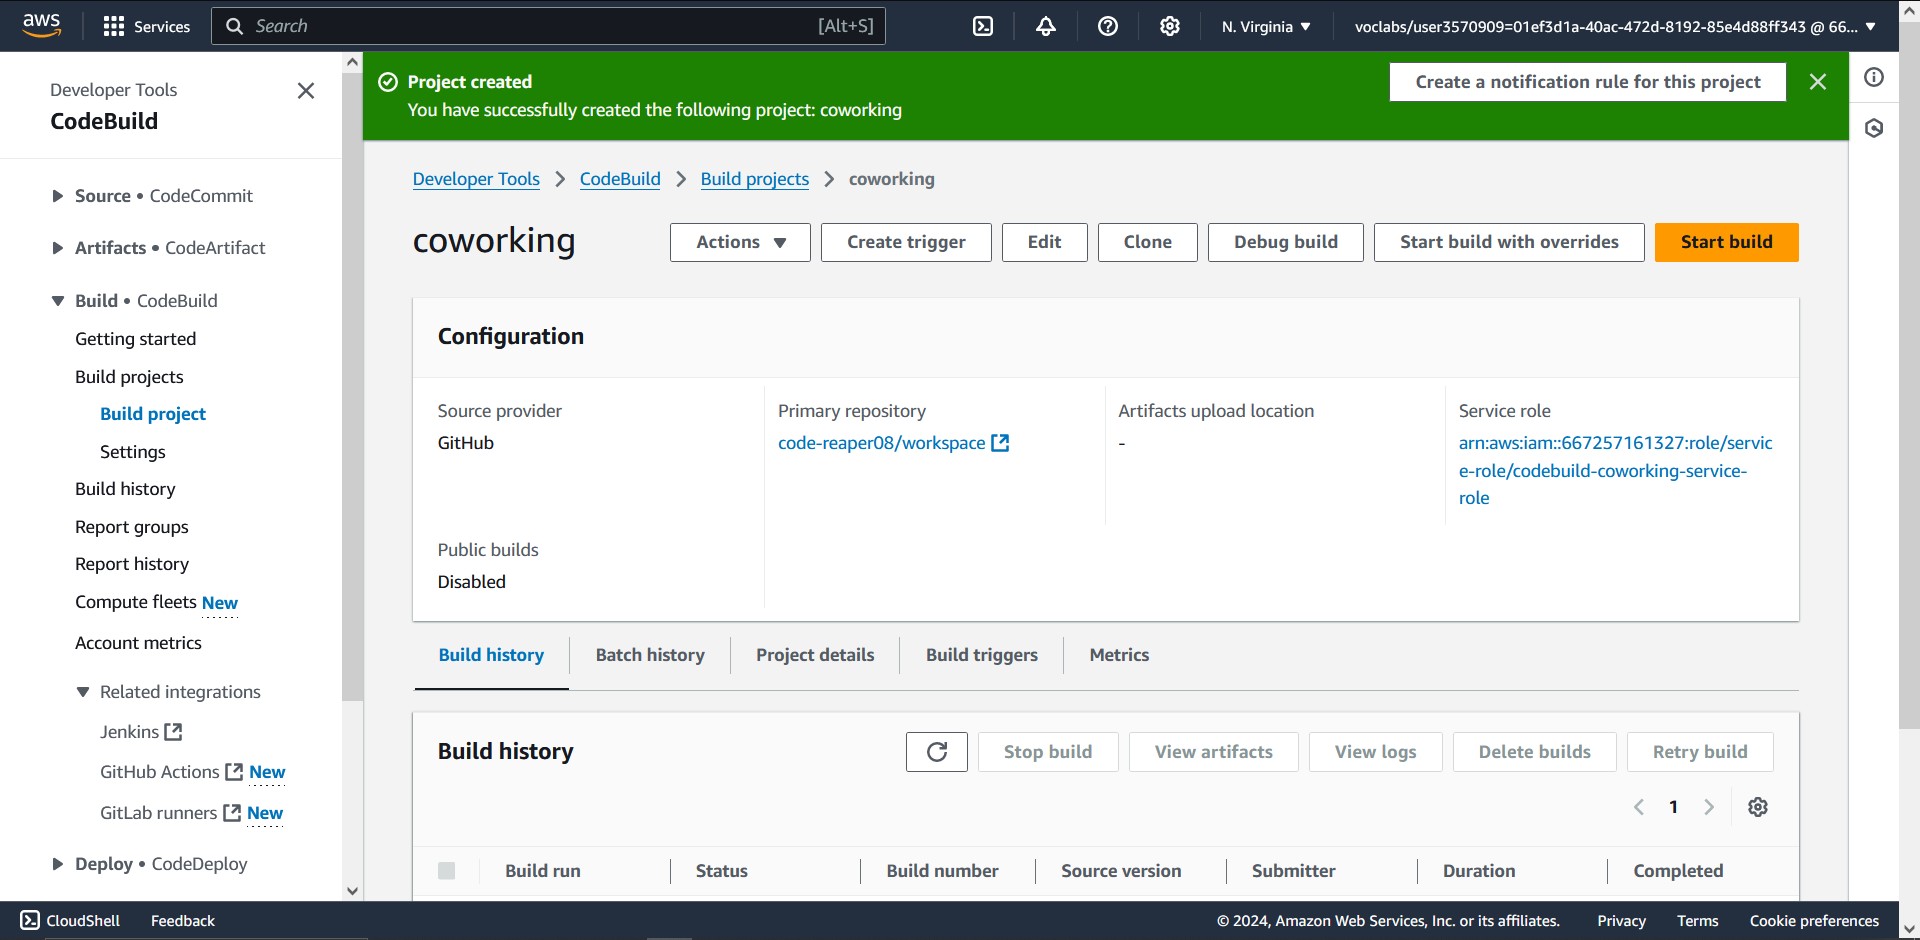 aws
Services
Search
[Alt+S]
N. Virginia
voclabs/user3570909=01ef3d1a-40ac-472d-8192-85e4d88ff343 @ 66...
Developer Tools
CodeBuild
Source • CodeCommit
Artifacts • CodeArtifact
Build • CodeBuild
Getting started
Build projects
Build project
Settings
Build history
Report groups
Report history
Compute fleets New
Account metrics
Related integrations
Jenkins
GitHub Actions New
GitLab runners New
Deploy • CodeDeploy
Project created
You have successfully created the following project: coworking
Create a notification rule for this project
Developer Tools
CodeBuild
Build projects
coworking
coworking
Actions
Create trigger
Edit
Clone
Debug build
Start build with overrides
Start build
Configuration
Source provider
GitHub
Primary repository
code-reaper08/workspace
Artifacts upload location
-
Service role
arn:aws:iam::667257161327:role/servic
e-role/codebuild-coworking-service-
role
Public builds
Disabled
Build history
Batch history
Project details
Build triggers
Metrics
Build history
Stop build
View artifacts
View logs
Delete builds
Retry build
1
Build run
Status
Build number
Source version
Submitter
Duration
Completed
CloudShell
Feedback
© 2024, Amazon Web Services, Inc. or its affiliates.
Privacy
Terms
Cookie preferences